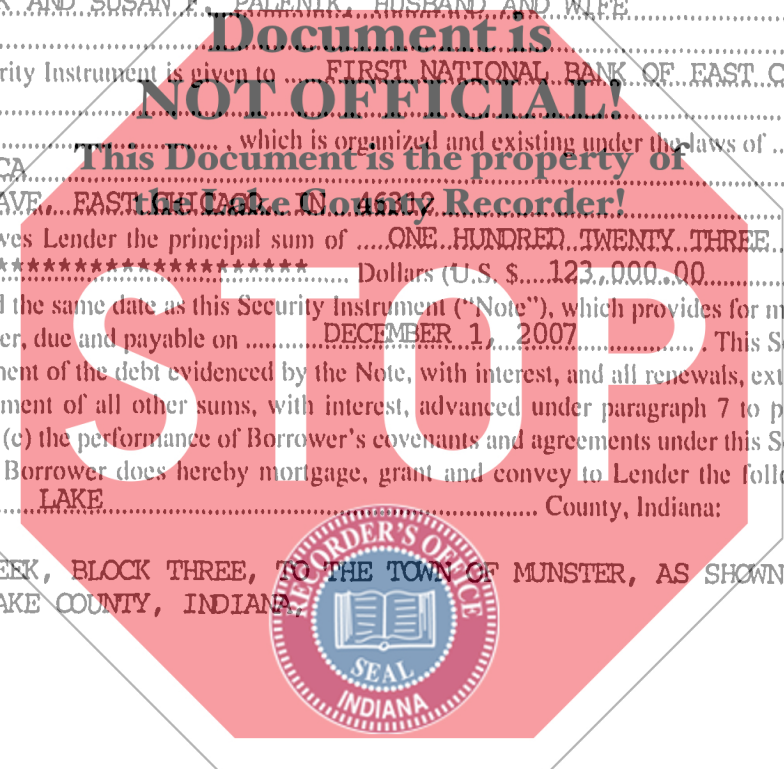 K AND SUSAN F. PALENIK, HUSBAND AND WIFE
Document is
rity Instrument is given to .... FIRST NATIONAL BANK OF EAST C
NOT OFFICIAL!
, which is organized and existing under the laws of ..
This Document is the property of
CA
the Lake County Recorder!
AVE, EAST CHICAGO, IN 46312
wes Lender the principal sum of ....ONE HUNDRED TWENTY THREE
******************** ..... Dollars (U.S. $....123,000.00
d the same date as this Security Instrument (“Note”), which provides for m
er, due and payable on ............ DECEMBER 1, 2007 ............... . This S
ent of the debt evidenced by the Note, with interest, and all renewals, ext
ment of all other sums, with interest, advanced under paragraph 7 to p
(c) the performance of Borrower’s covenants and agreements under this S
Borrower does hereby mortgage, grant and convey to Lender the foll
.... LAKE .................................................................. County, Indiana:
STOP
EEK, BLOCK THREE, TO THE TOWN OF MUNSTER, AS SHOWN
AKE COUNTY, INDIANA,
RECORDER'S OFFICE
SEAL
INDIANA